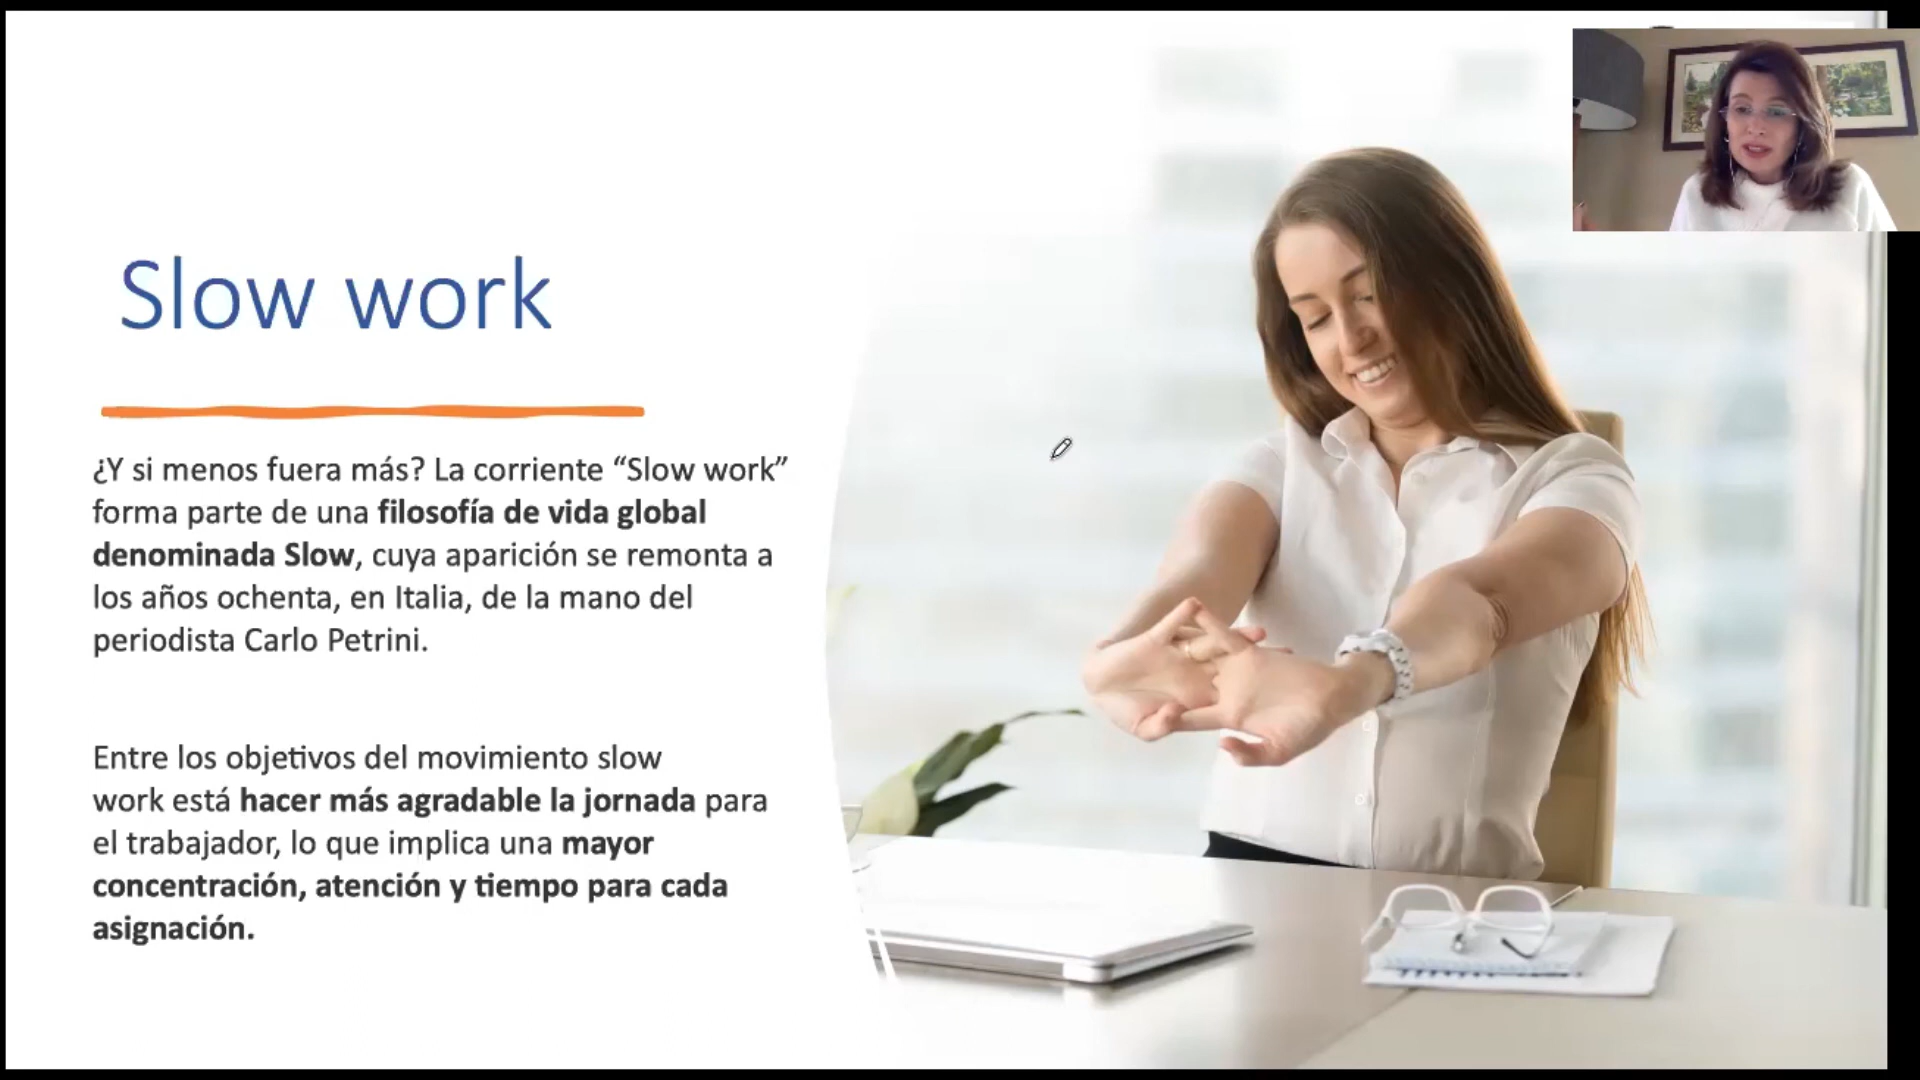 Slow work
¿Y si menos fuera más? La corriente “Slow work”
forma parte de una filosofía de vida global
denominada Slow, cuya aparición se remonta a
los años ochenta, en Italia, de la mano del
periodista Carlo Petrini.
Entre los objetivos del movimiento slow
work está hacer más agradable la jornada para
el trabajador, lo que implica una mayor
concentración, atención y tiempo para cada
asignación.